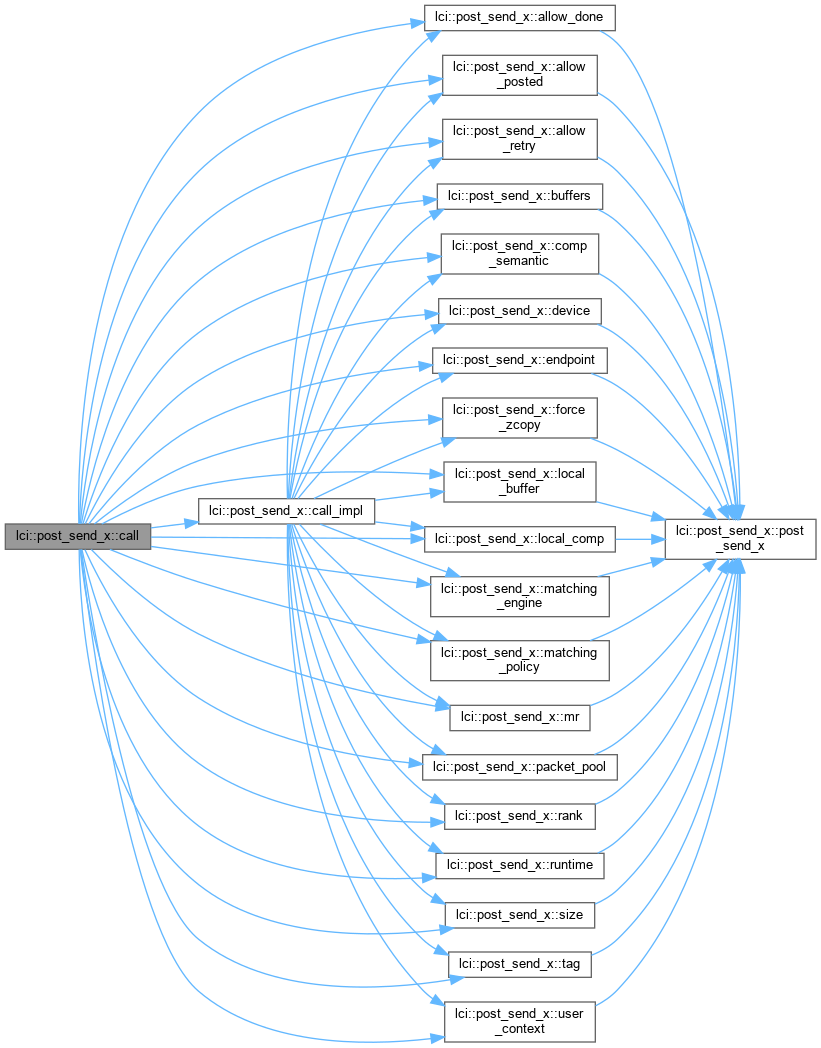 lci::post_send_x::call
lci::post_send_x::call_impl
lci::post_send_x::allow_done
lci::post_send_x::allow
_posted
lci::post_send_x::allow
_retry
lci::post_send_x::buffers
lci::post_send_x::comp
_semantic
lci::post_send_x::device
lci::post_send_x::endpoint
lci::post_send_x::force
_zcopy
lci::post_send_x::local
_buffer
lci::post_send_x::local_comp
lci::post_send_x::matching
_engine
lci::post_send_x::matching
_policy
lci::post_send_x::mr
lci::post_send_x::packet_pool
lci::post_send_x::rank
lci::post_send_x::runtime
lci::post_send_x::size
lci::post_send_x::tag
lci::post_send_x::user
_context
lci::post_send_x::post
_send_x